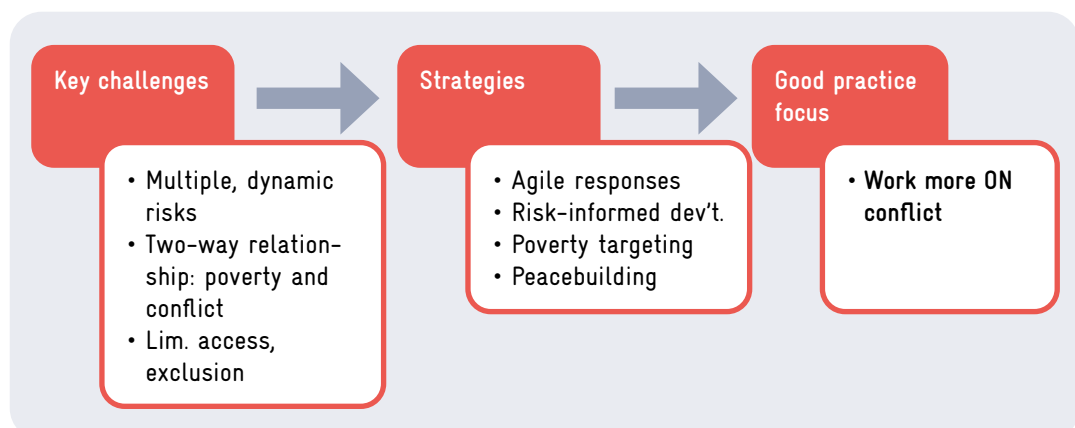 Key challenges
• Multiple, dynamic
risks
• Two-way relation-
ship: poverty and
conflict
• Lim. access,
exclusion
Strategies
• Agile responses
• Risk-informed dev't.
• Poverty targeting
• Peacebuilding
Good practice
focus
• Work more ON
conflict